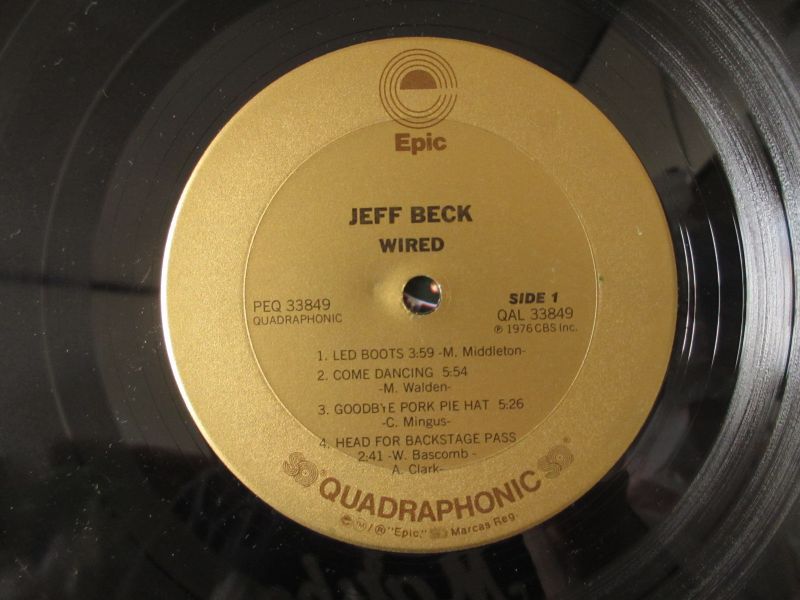 Epic
JEFF BECK
WIRED
PEQ 33849
QUADRAPHONIC
SIDE 1
QAL 33849
℗ 1976 CBS Inc.
1. LED BOOTS 3:59 -M. Middleton-
2. COME DANCING 5:54
-M. Walden-
3. GOODBYE PORK PIE HAT 5:26
-C. Mingus-
4. HEAD FOR BACKSTAGE PASS
2:41 -W. Bascomb-
A. Clark-
QUADRAPHONIC
™/® "Epic," Marcas Reg.